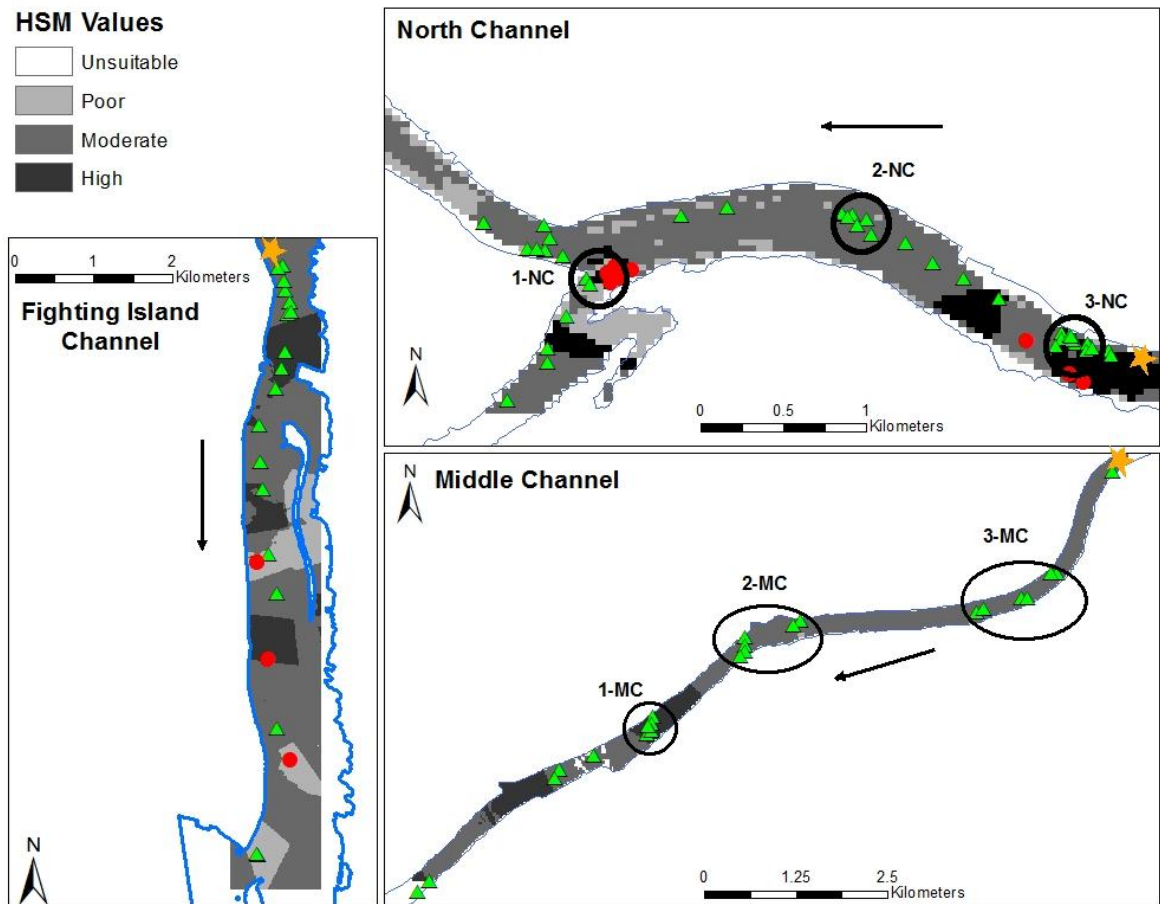 HSM Values
Unsuitable
Poor
Moderate
High
0 1 2
Kilometers
Fighting Island
Channel
N
North Channel
2-NC
1-NC
3-NC
N
0 0.5 1
Kilometers
Middle Channel
N
3-MC
2-MC
1-MC
0 1.25 2.5
Kilometers